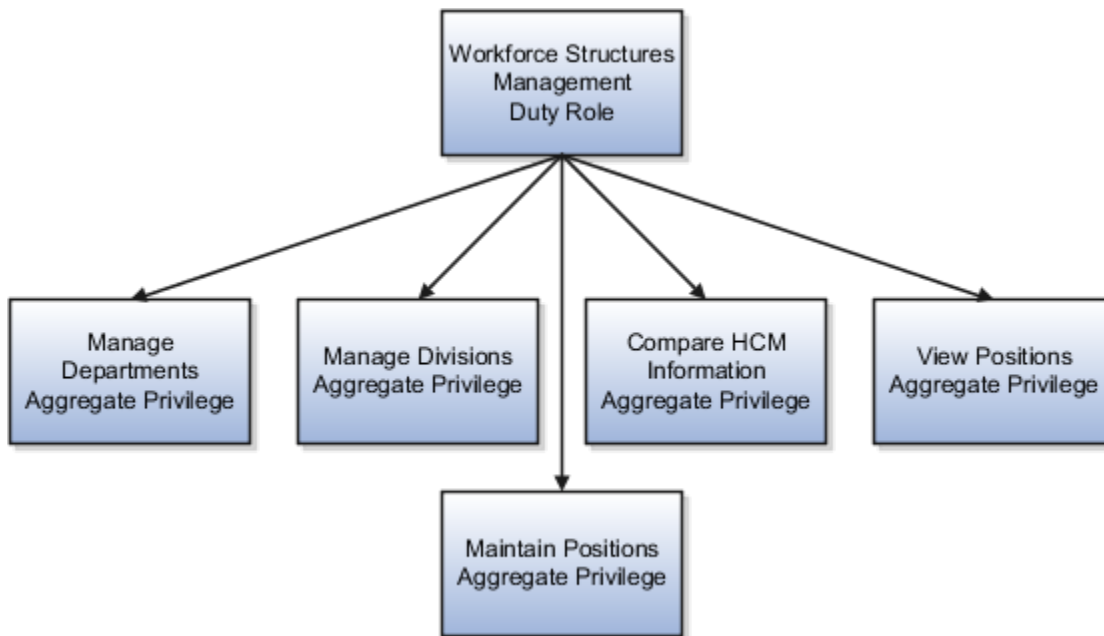 Workforce Structures
Management
Duty Role
Manage
Departments
Aggregate Privilege
Manage Divisions
Aggregate Privilege
Compare HCM
Information
Aggregate Privilege
View Positions
Aggregate Privilege
Maintain Positions
Aggregate Privilege